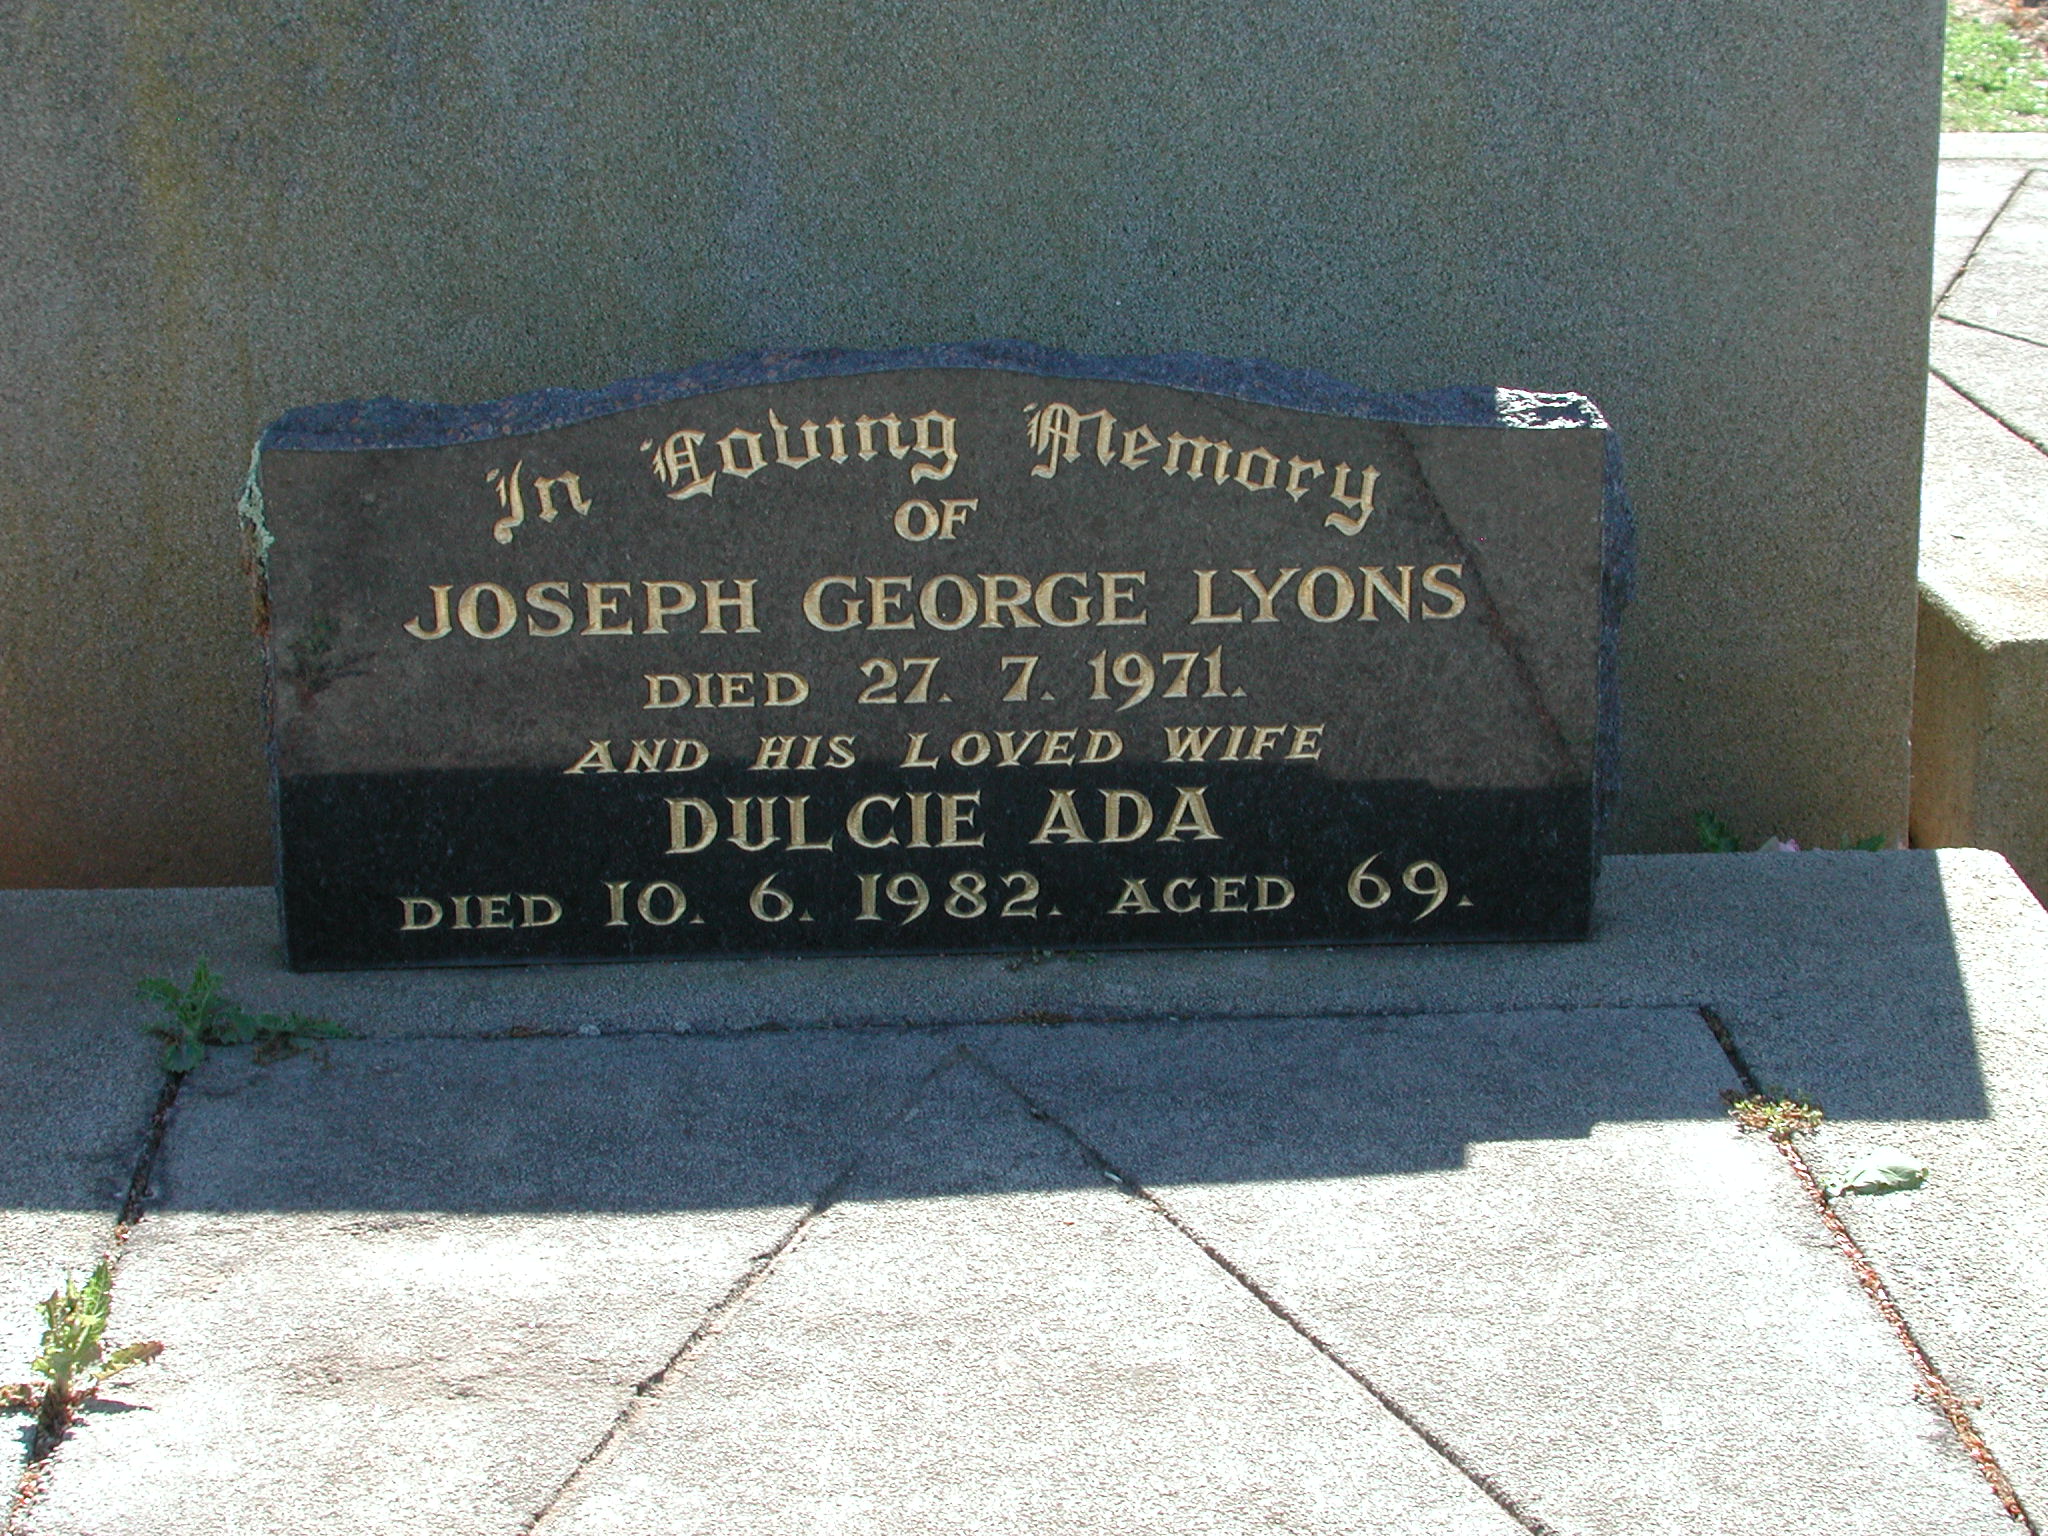 In Loving Memory
OF
JOSEPH GEORGE LYONS
DIED 27. 7. 1971.
AND HIS LOVED WIFE
DULCIE ADA
DIED 10. 6. 1982. AGED 69.